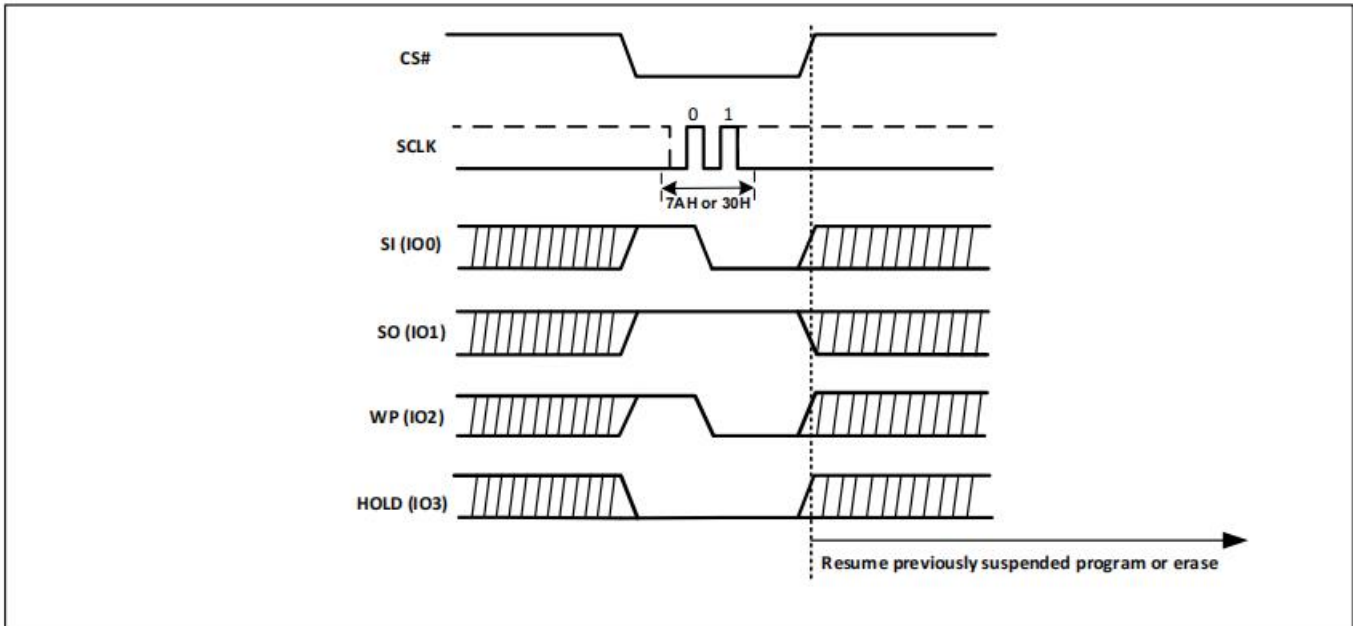 CS#
0 1
SCLK
7AH or 30H
SI (IO0)
SO (IO1)
WP (IO2)
HOLD (IO3)
Resume previously suspended program or erase